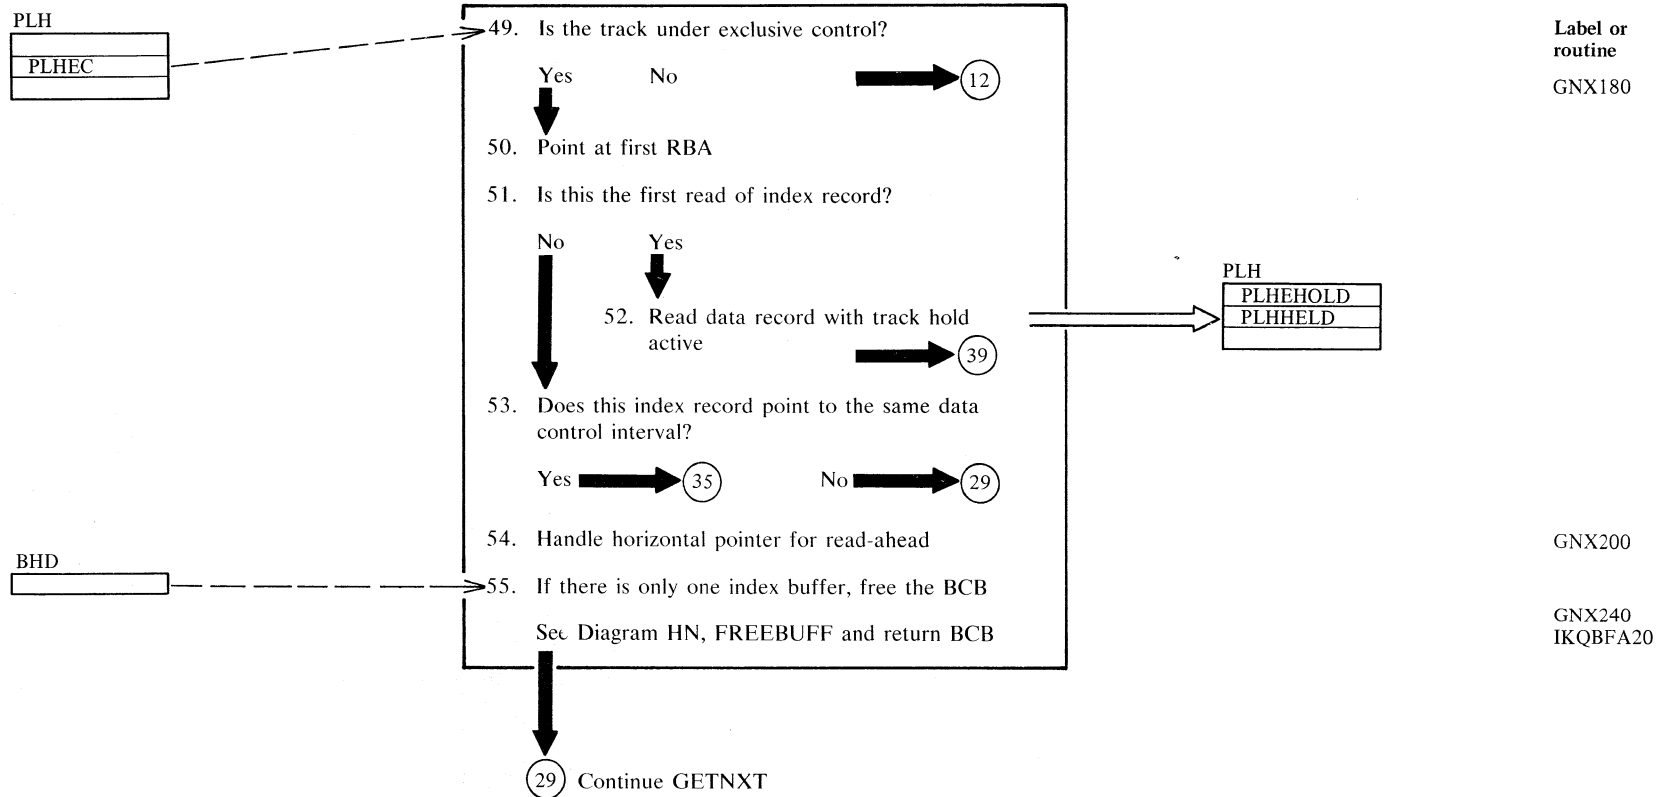 PLH
PLHEC
49. Is the track under exclusive control?
Label or
routine
Yes No 12
GNX180
50. Point at first RBA
51. Is this the first read of index record?
No Yes
PLH
PLHEHOLD
PLHHELD
52. Read data record with track hold
active
39
53. Does this index record point to the same data
control interval?
Yes 35 No 29
54. Handle horizontal pointer for read-ahead
GNX200
BHD
55. If there is only one index buffer, free the BCB
GNX240
See Diagram HN, FREEBUFF and return BCB
IKQBFA20
29 Continue GETNXT